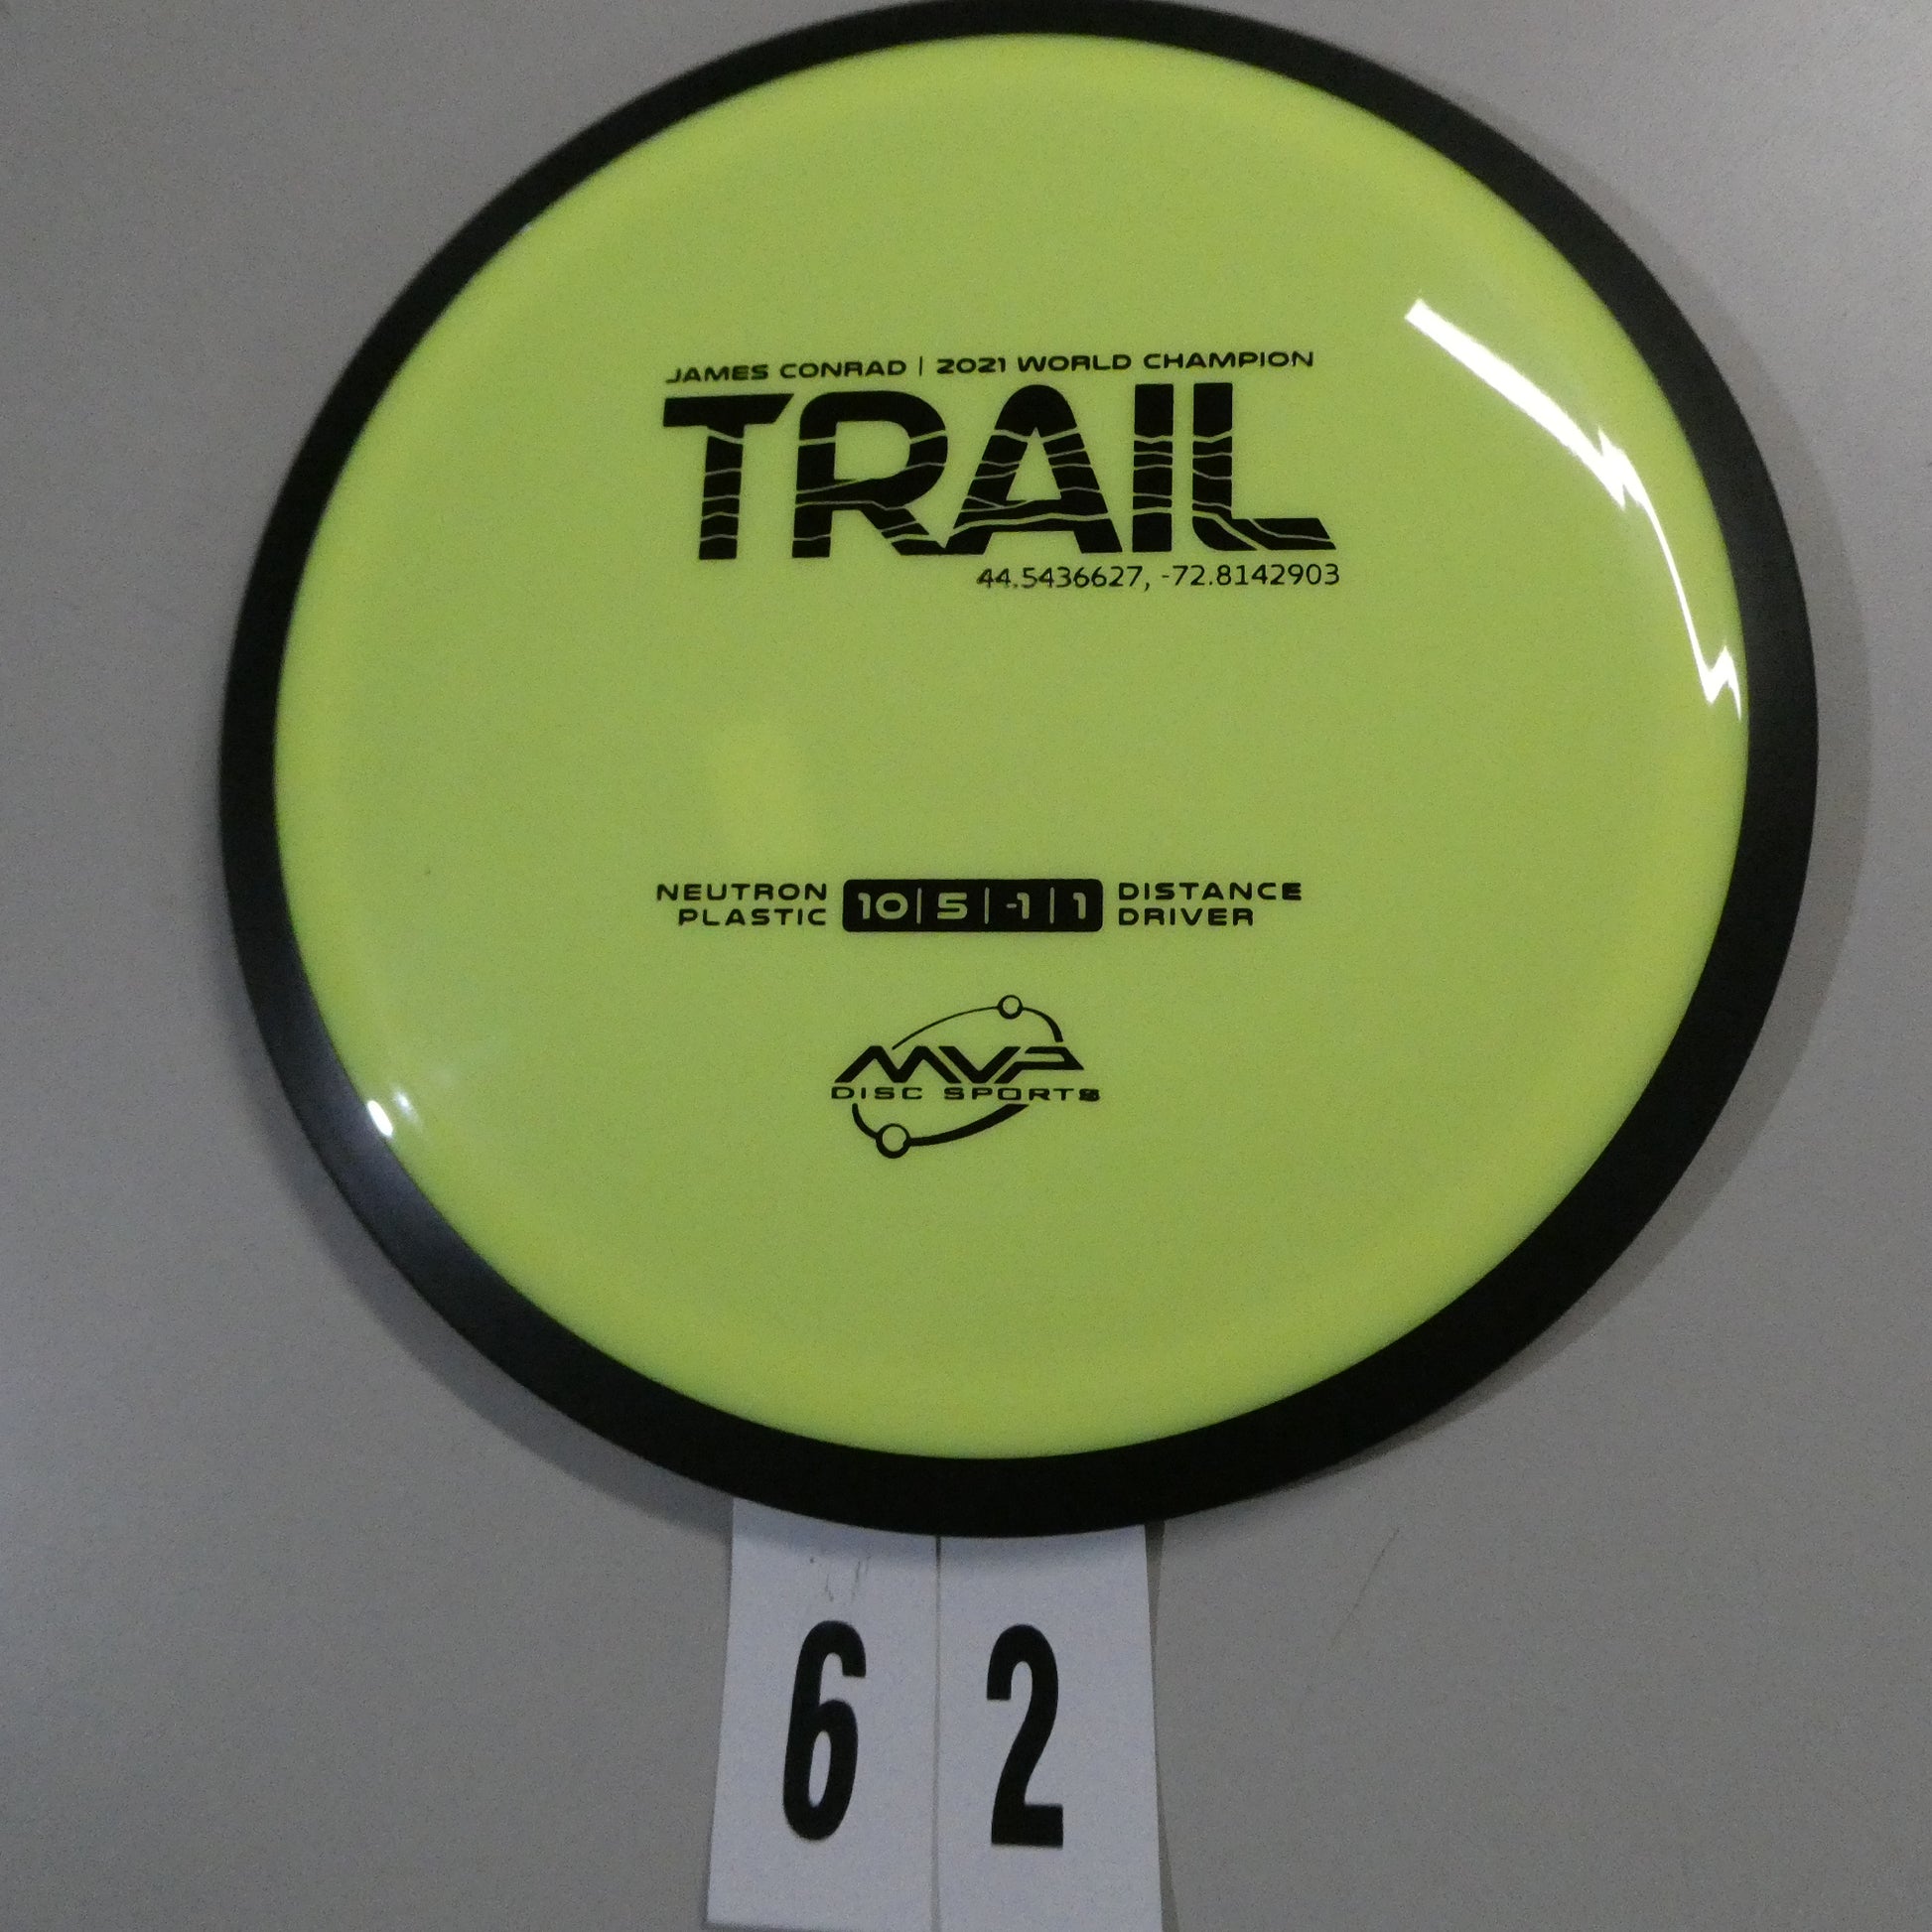 JAMES CONRAD | 2021 WORLD CHAMPION
TRAIL
44.5436627, -72.8142903
NEUTRON PLASTIC 10 | 5 | -1 | 1 DISTANCE DRIVER
MVP
DISC SPORTS
6 2